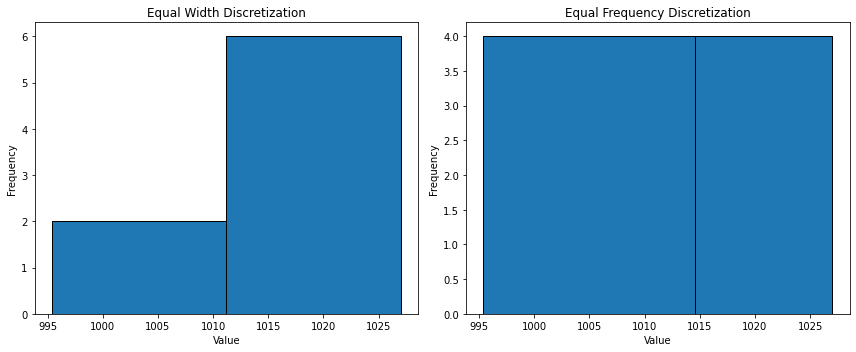 Equal Width Discretization
6
5
4
3
2
1
0
Frequency
995 1000 1005 1010 1015 1020 1025
Value
Equal Frequency Discretization
4.0
3.5
3.0
2.5
2.0
1.5
1.0
0.5
0.0
Frequency
995 1000 1005 1010 1015 1020 1025
Value